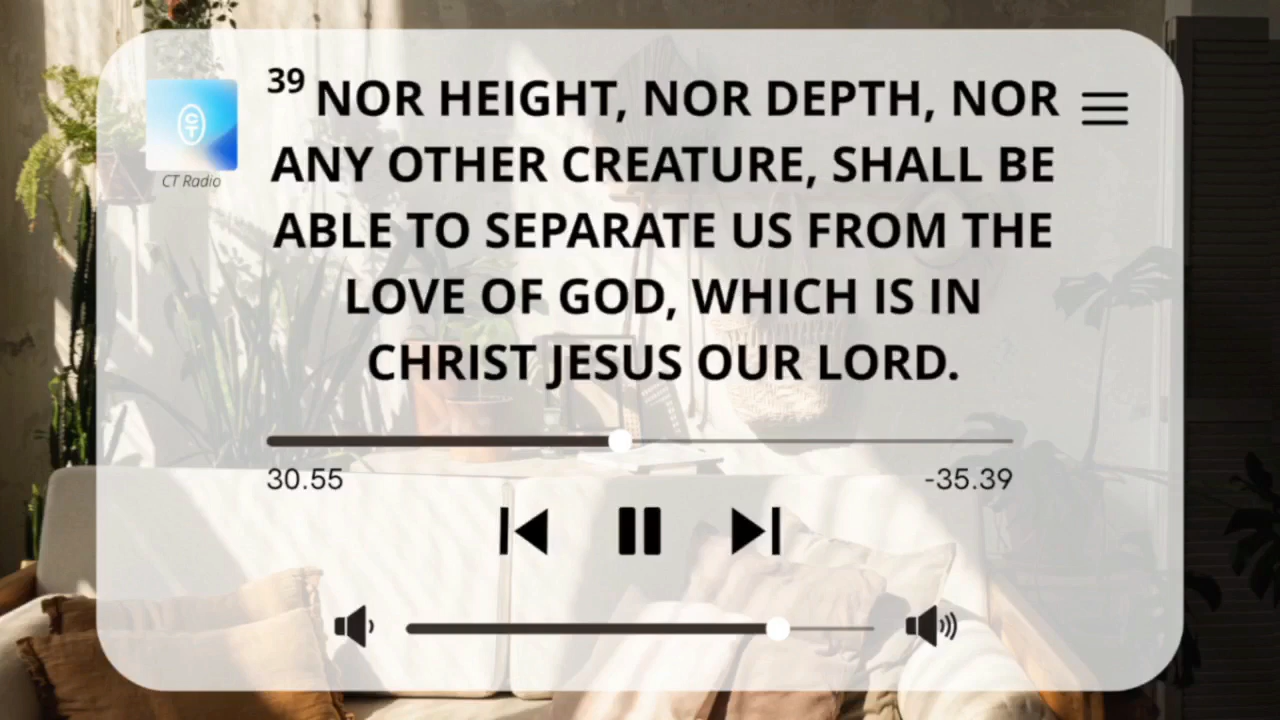 39 NOR HEIGHT, NOR DEPTH, NOR
ANY OTHER CREATURE, SHALL BE
ABLE TO SEPARATE US FROM THE
LOVE OF GOD, WHICH IS IN
CHRIST JESUS OUR LORD.
CT
CT Radio
30.55
-35.39